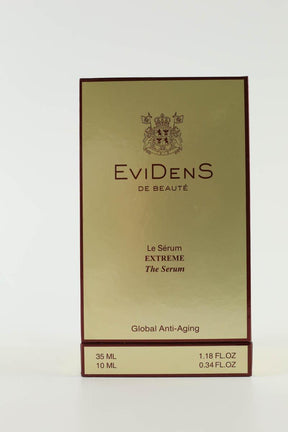 EVIDENS
DE BEAUTÉ
Le Sérum
EXTREME
The Serum
Global Anti-Aging
35 ML 1.18 FL.OZ
10 ML 0.34 FL.OZ